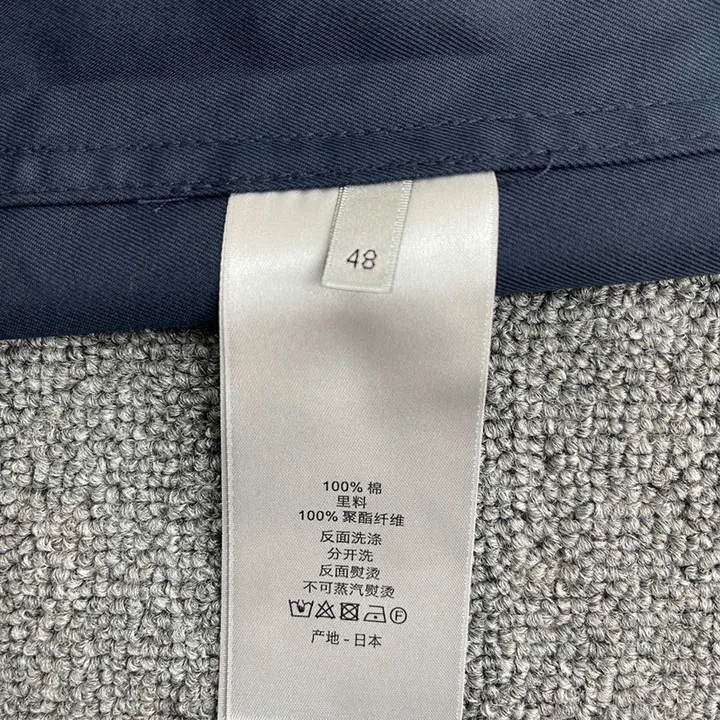 48
100% 棉
里料
100% 聚酯纤维
反面洗涤
分开洗
反面熨烫
不可蒸汽熨烫
F
产地 - 日本